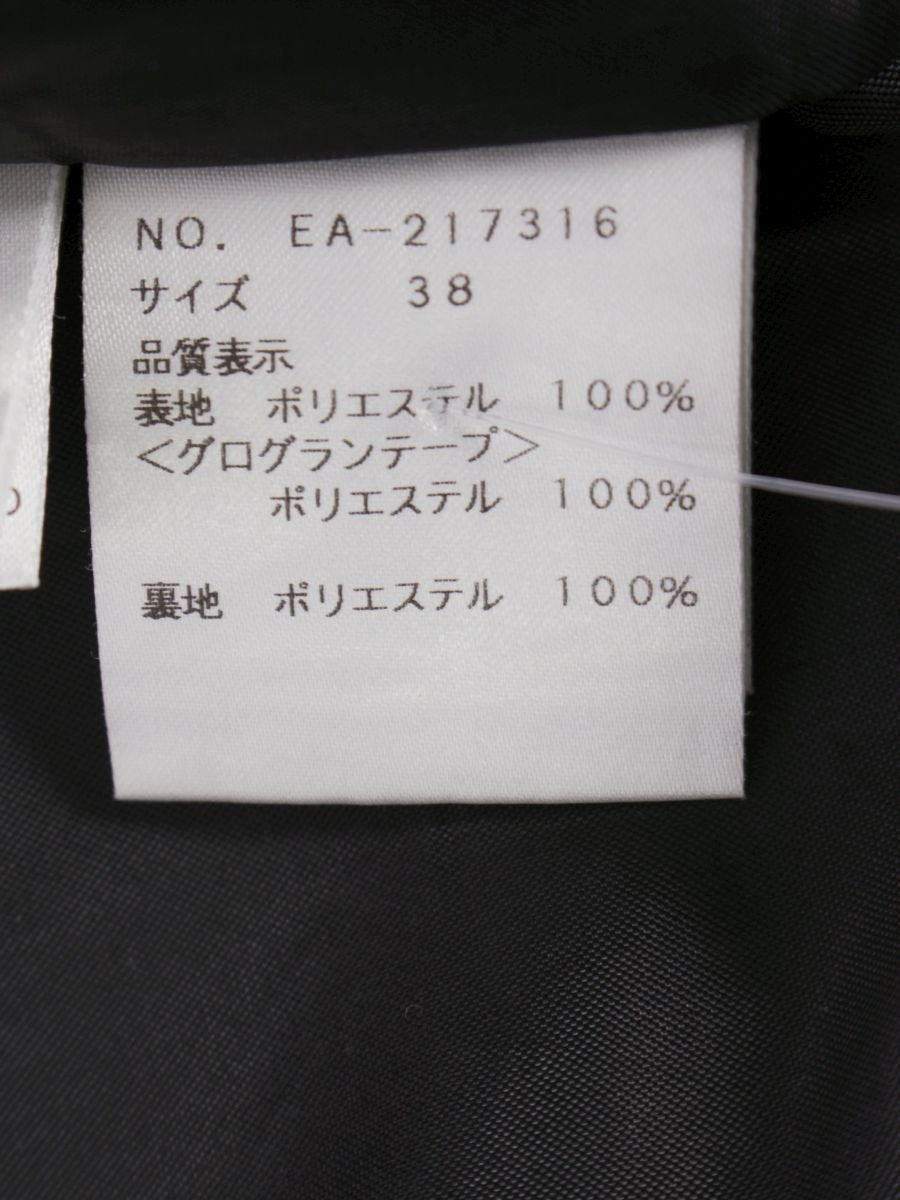 NO. EA-217316
サイズ 38
品質表示
表地 ポリエステル 100%
<グログランテープ>
ポリエステル 100%
裏地 ポリエステル 100%